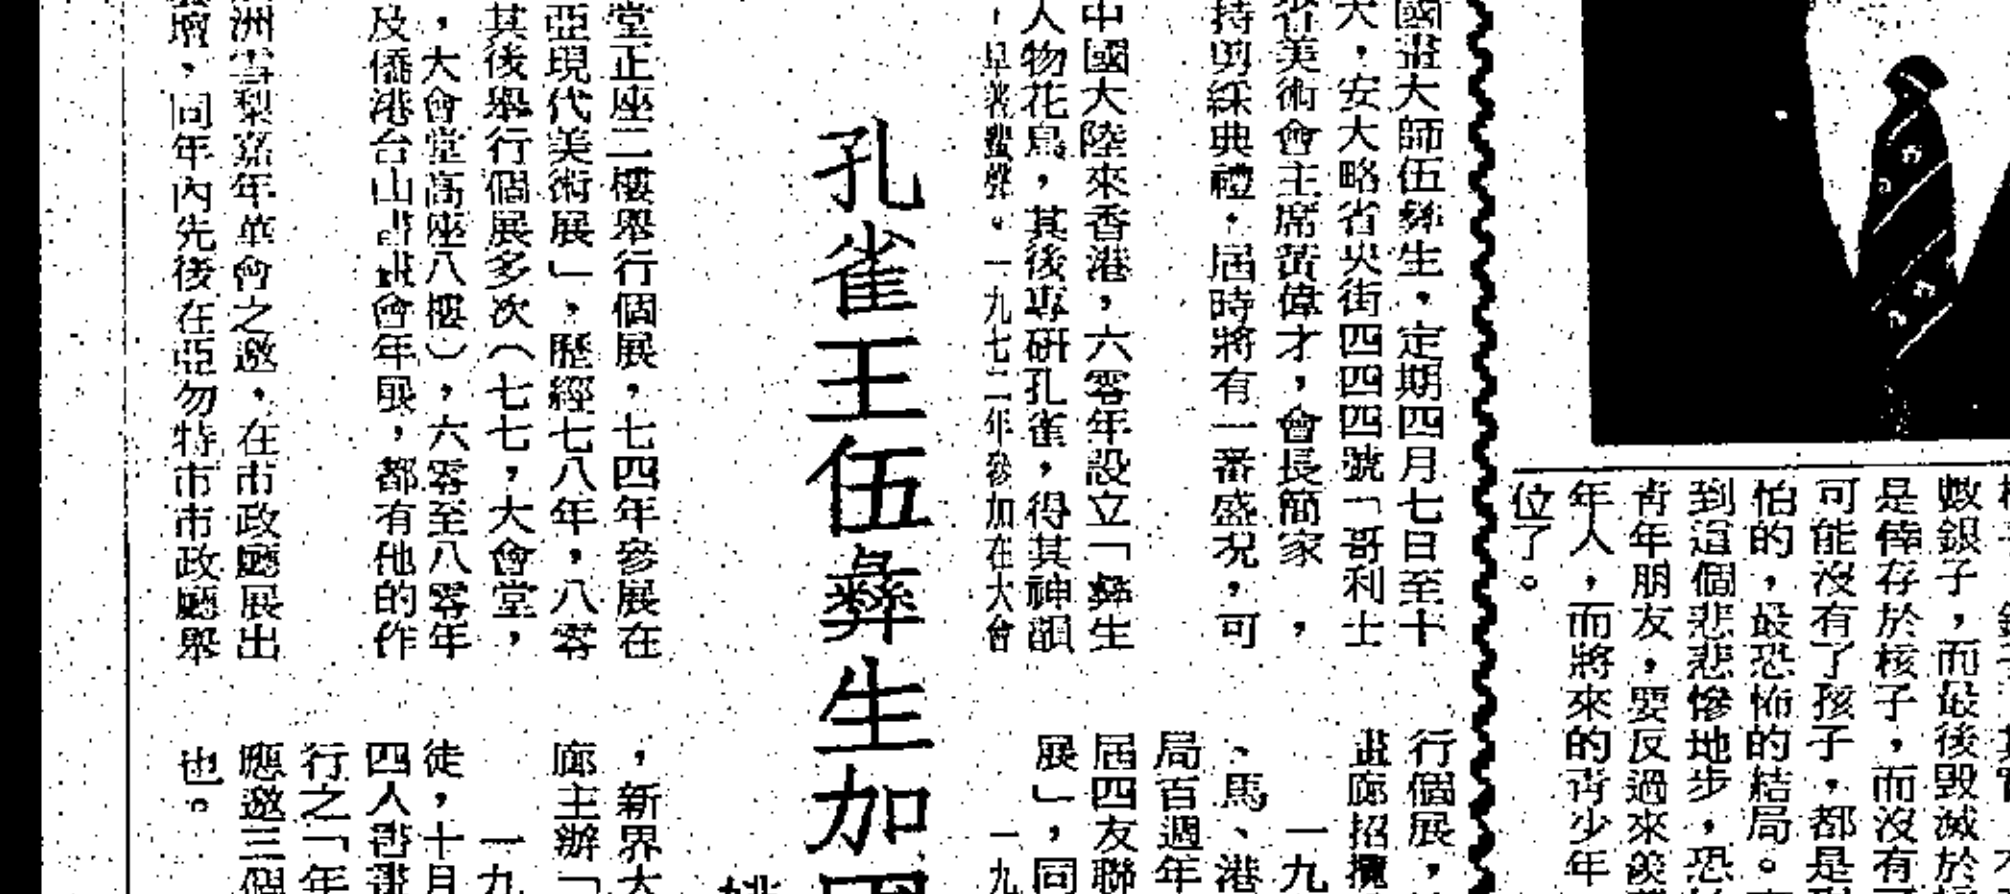 國畫大師伍彝生，定期四月七日至十
大，安大略省央街四四四號「哥利士
省美術會主席黃偉才，會長簡家　，
持剪綵典禮，屆時將有一番盛況，可
中國大陸來香港，六零年設立「彝生
人物花鳥，其後專研孔雀，得其神韻
，早著聲。一九七二年參加在大會
孔雀王伍彝生加
堂正座二樓舉行個展，七四年參展在
亞現代美術展」，歷經七八年，八零
其後舉行個展多次（七七，大會堂，
，大會堂高座八樓），六零至八零年
及僑港台山書畫會年展，都有他的作
洲雪梨嘉年華會之邀，在市政廳展出
壇，同年內先後在亞勿特市市政廳舉
行個展，
畫廊招攬
一九
、馬、港
局百週年
屆四友聯
展」，同
一九
，新界大
廊主辦「
一九
徒，十月
四人書畫
行之「年
應邀三個
也。
數銀子，而最後毀滅於
是倖存於核子，而沒有
可能沒有了孩子，都是
怕的，最恐怖的結局。
到這個悲悲慘地步，恐
青年朋友，要反過來
年人，而將來的青少年
位了。